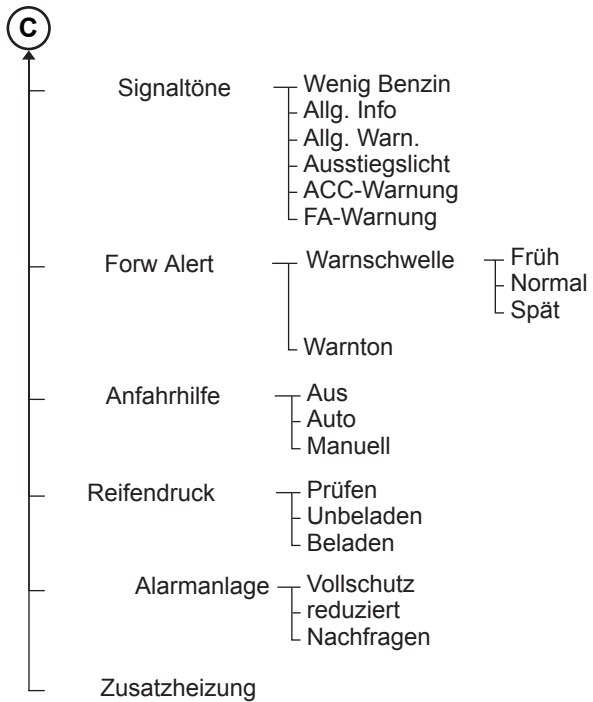 C
Signaltöne
Wenig Benzin
Allg. Info
Allg. Warn.
Ausstiegslicht
ACC-Warnung
FA-Warnung
Forw Alert
Warnschwelle
Früh
Normal
Spät
Warnton
Anfahrhilfe
Aus
Auto
Manuell
Reifendruck
Prüfen
Unbeladen
Beladen
Alarmanlage
Vollschutz
reduziert
Nachfragen
Zusatzheizung